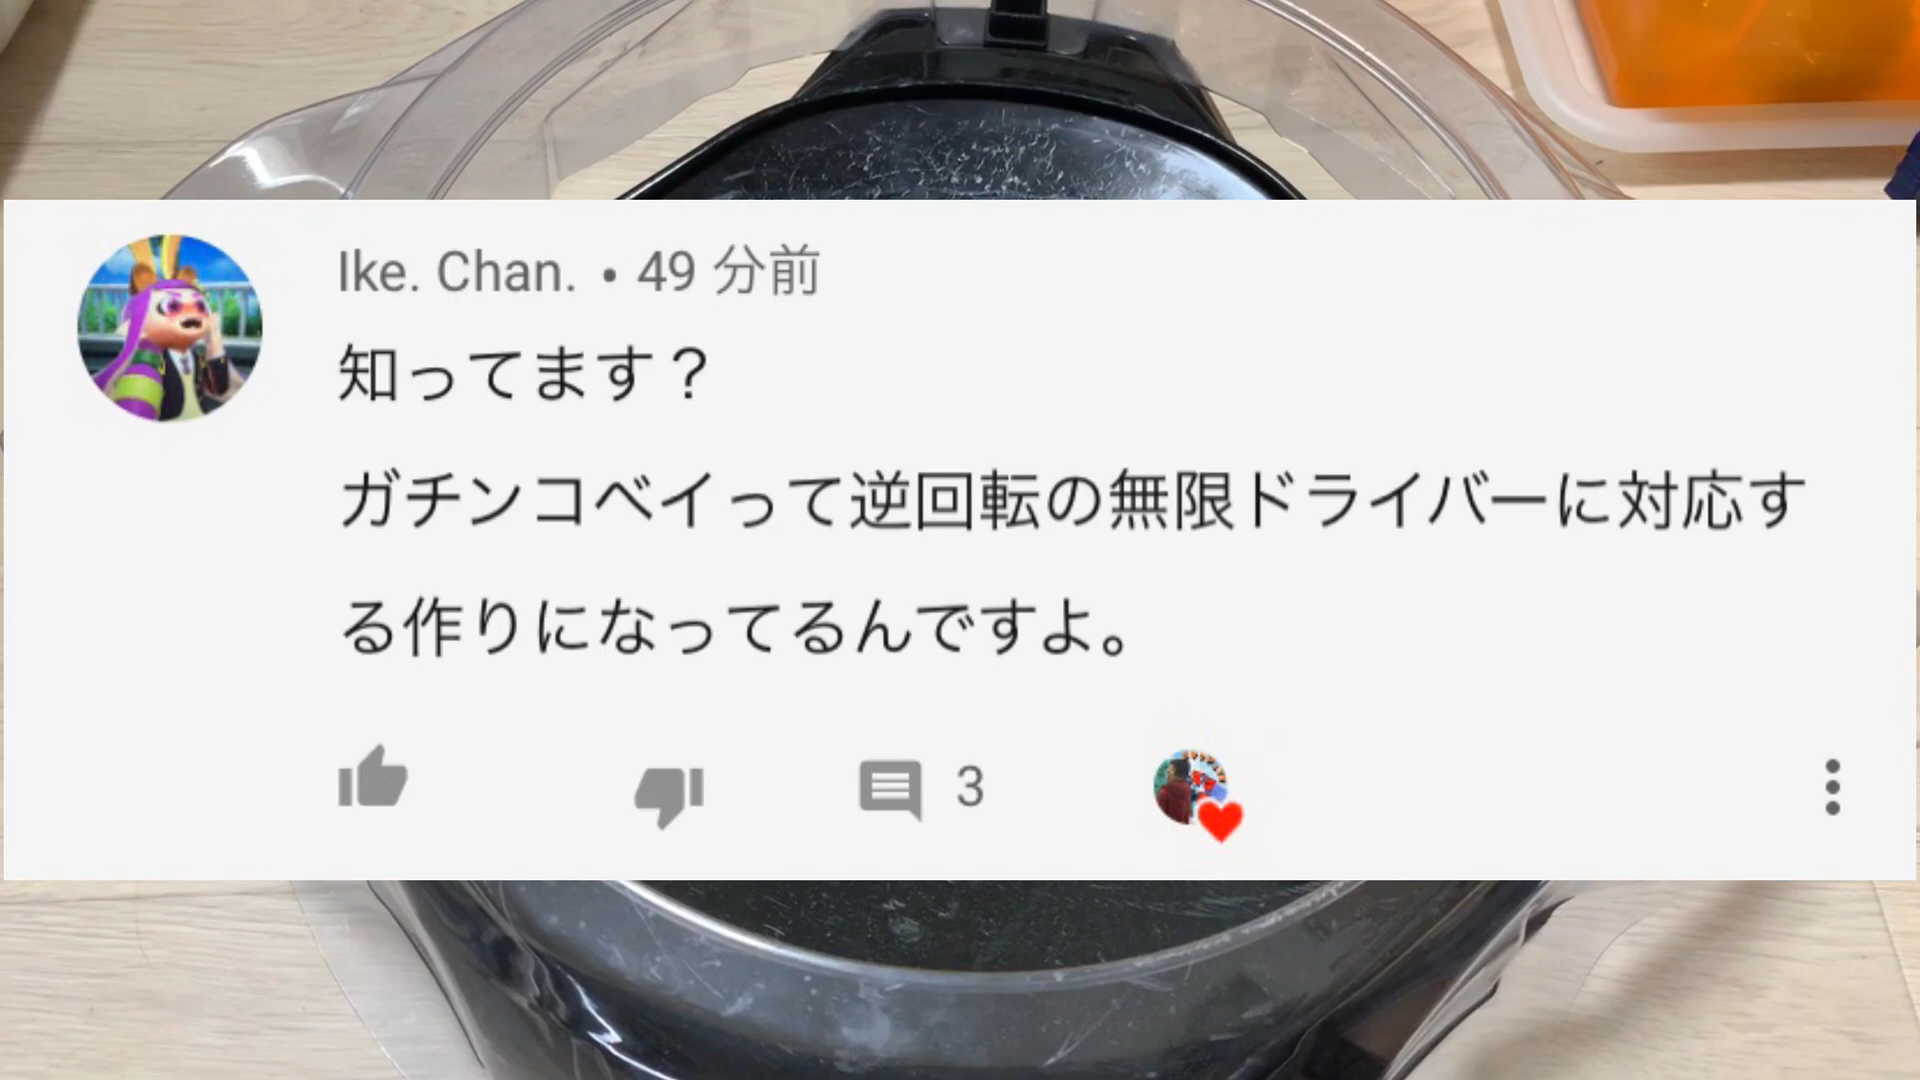 Ike. Chan. • 49 分前
知ってます？
ガチンコベイって逆回転の無限ドライバーに対応す
る作りになってるんですよ。
3